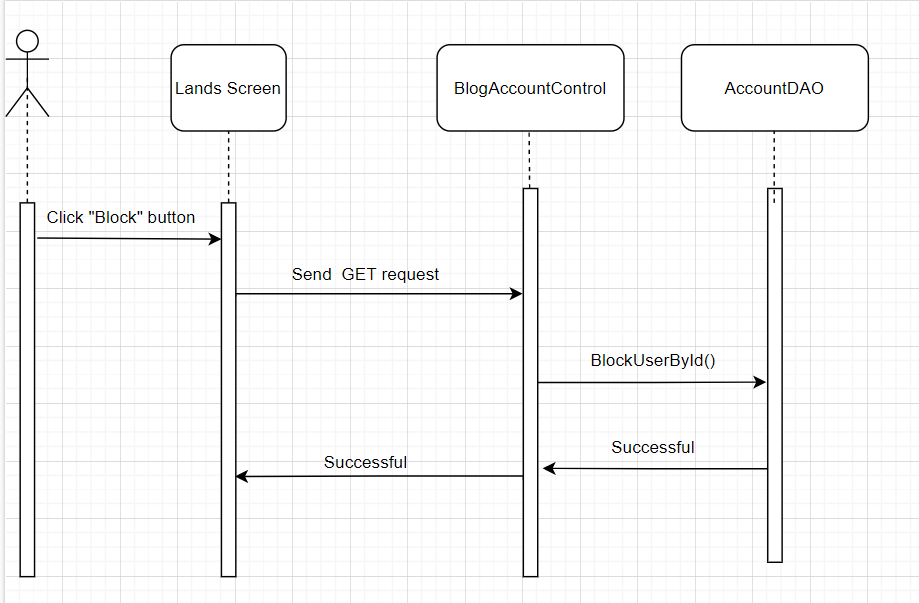 Lands Screen
BlogAccountControl
AccountDAO
Click "Block" button
Send  GET request
BlockUserById()
Successful
Successful